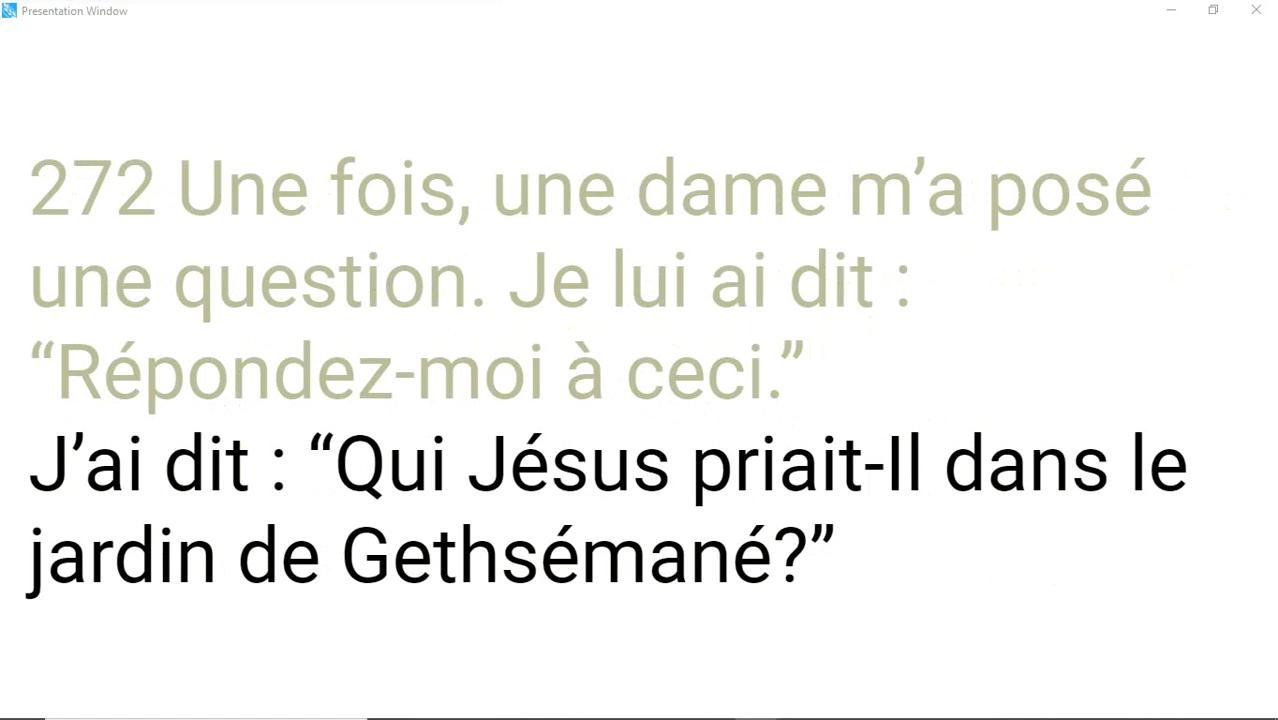 Presentation Window
272 Une fois, une dame m’a posé
une question. Je lui ai dit :
“Répondez-moi à ceci.”
J’ai dit : “Qui Jésus priait-Il dans le
jardin de Gethsémané?”